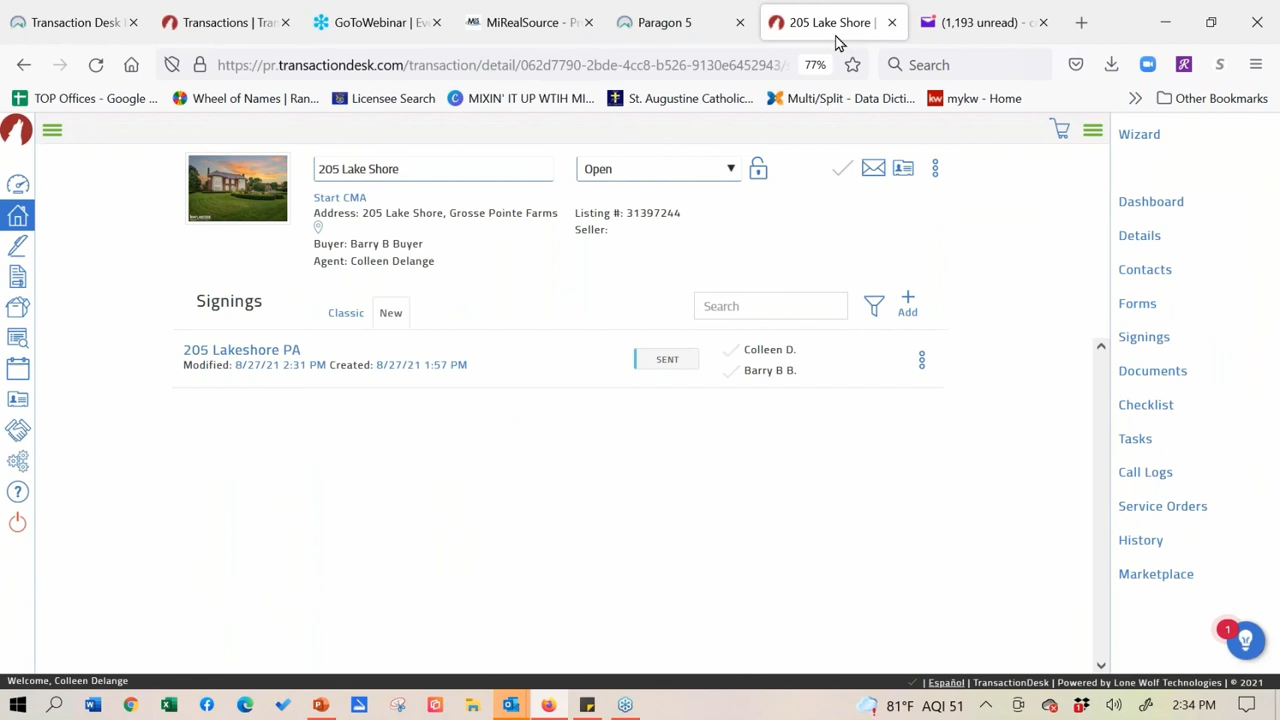 Transaction Desk
Transactions | Tran
GoToWebinar | Eve
MiRealSource - Pr
Paragon 5
205 Lake Shore |
(1,193 unread) - c
https://pr.transactiondesk.com/transaction/detail/062d7790-2bde-4cc8-b526-9130e6452943/
77%
Search
TOP Offices - Google ...
Wheel of Names | Ran...
Licensee Search
MIXIN' IT UP WTIH MI...
St. Augustine Catholic...
Multi/Split - Data Dicti...
mykw - Home
Other Bookmarks
205 Lake Shore
Open
Start CMA
Address: 205 Lake Shore, Grosse Pointe Farms
Listing #: 31397244
Seller:
Buyer: Barry B Buyer
Agent: Colleen Delange
Signings
Classic
New
Search
Add
205 Lakeshore PA
Modified: 8/27/21 2:31 PM Created: 8/27/21 1:57 PM
SENT
Colleen D.
Barry B B.
Wizard
Dashboard
Details
Contacts
Forms
Signings
Documents
Checklist
Tasks
Call Logs
Service Orders
History
Marketplace
1
Welcome, Colleen Delange
| Español | TransactionDesk | Powered by Lone Wolf Technologies | © 2021
81°F AQI 51
2:34 PM